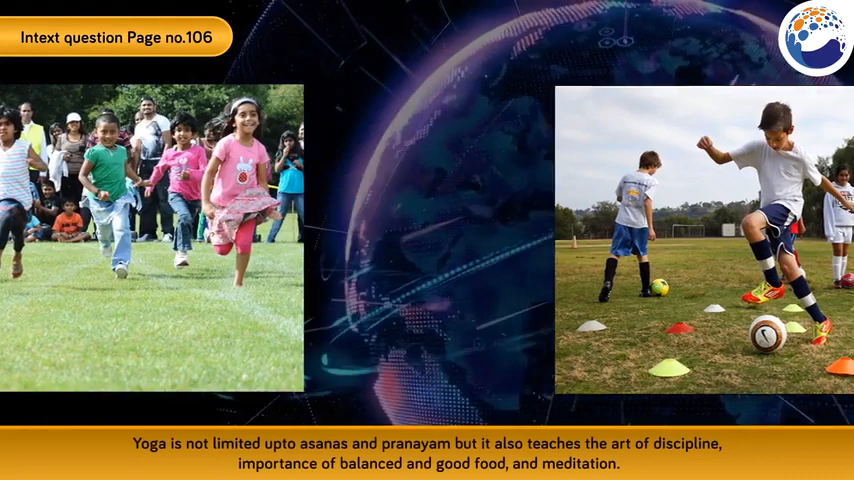 Intext question Page no.106
Yoga is not limited upto asanas and pranayam but it also teaches the art of discipline,
importance of balanced and good food, and meditation.